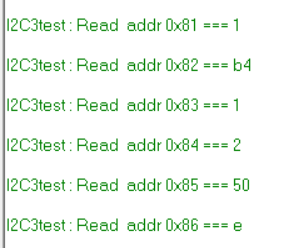 I2C3test : Read  addr 0x81 === 1
I2C3test : Read  addr 0x82 === b4
I2C3test : Read  addr 0x83 === 1
I2C3test : Read  addr 0x84 === 2
I2C3test : Read  addr 0x85 === 50
I2C3test : Read  addr 0x86 === e